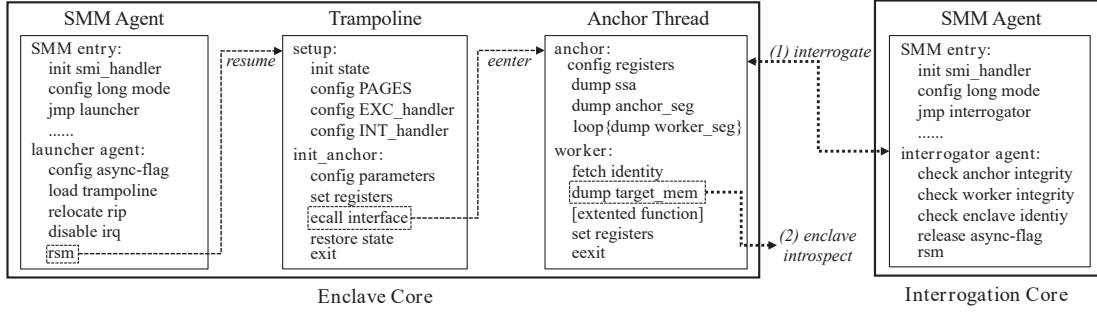 SMM Agent
SMM entry:
init smi_handler
config long mode
jmp launcher
......
launcher agent:
config async-flag
load trampoline
relocate rip
disable irq
rsm
resume
Trampoline
setup:
init state
config PAGES
config EXC_handler
config INT_handler
init_anchor:
config parameters
set registers
ecall interface
restore state
exit
eenter
Anchor Thread
anchor:
config registers
dump ssa
dump anchor_seg
loop{dump worker_seg}
worker:
fetch identity
dump target_mem
[extented function]
set registers
eexit
Enclave Core
(1) interrogate
(2) enclave
introspect
SMM Agent
SMM entry:
init smi_handler
config long mode
jmp interrogator
......
interrogator agent:
check anchor integrity
check worker integrity
check enclave identiy
release async-flag
rsm
Interrogation Core